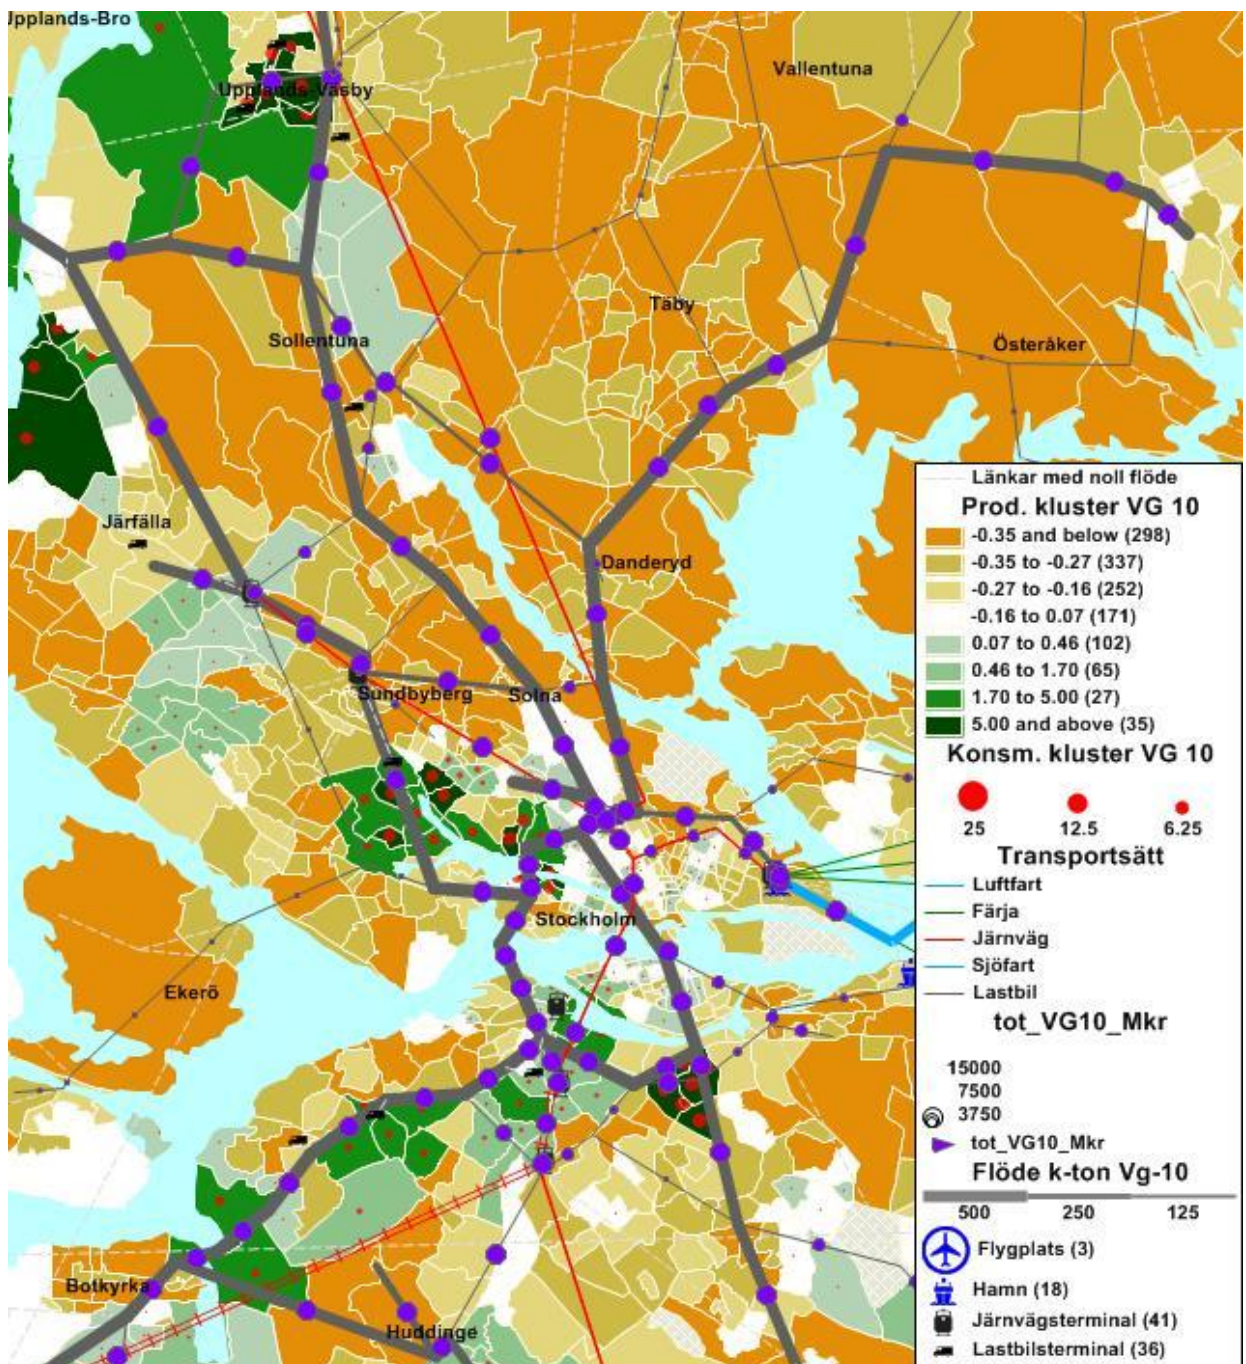 Upplands-Bro
Vallentuna
Upplands-Väsby
Täby
Sollentuna
Österåker
Järfälla
Danderyd
Sundbyberg
Solna
Stockholm
Ekerö
Botkyrka
Huddinge
Länkar med noll flöde
Prod. kluster VG 10
-0.35 and below (298)
-0.35 to -0.27 (337)
-0.27 to -0.16 (252)
-0.16 to 0.07 (171)
0.07 to 0.46 (102)
0.46 to 1.70 (65)
1.70 to 5.00 (27)
5.00 and above (35)
Konsm. kluster VG 10
25 12.5 6.25
Transportsätt
Luftfart
Färja
Järnväg
Sjöfart
Lastbil
tot_VG10_Mkr
15000
7500
3750
tot_VG10_Mkr
Flöde k-ton Vg-10
500 250 125
Flygplats (3)
Hamn (18)
Järnvägsterminal (41)
Lastbilsterminal (36)